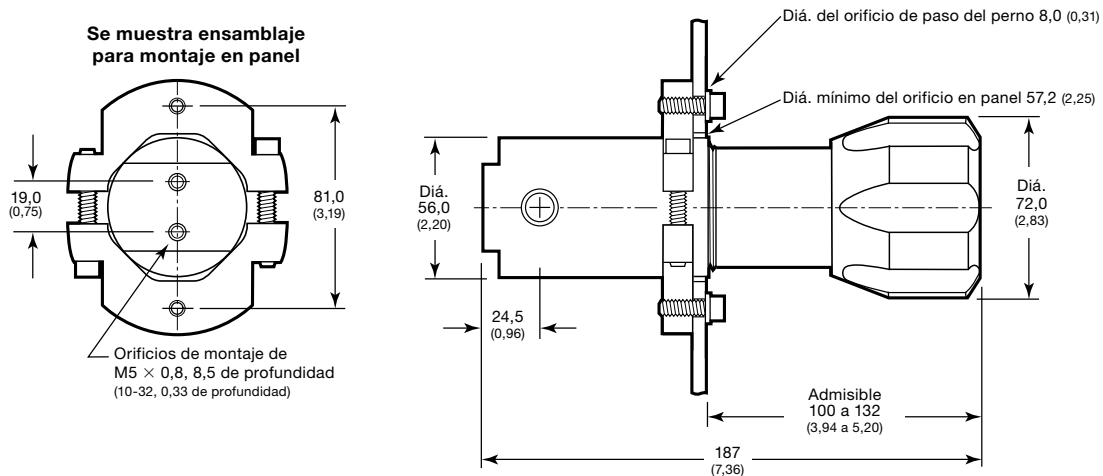 Se muestra ensamblaje
para montaje en panel
19,0
(0,75)
81,0
(3,19)
Orificios de montaje de
M5 × 0,8, 8,5 de profundidad
(10-32, 0,33 de profundidad)
Diá. del orificio de paso del perno 8,0 (0,31)
Diá. mínimo del orificio en panel 57,2 (2,25)
Diá.
56,0
(2,20)
Diá.
72,0
(2,83)
24,5
(0,96)
Admisible
100 a 132
(3,94 a 5,20)
187
(7,36)